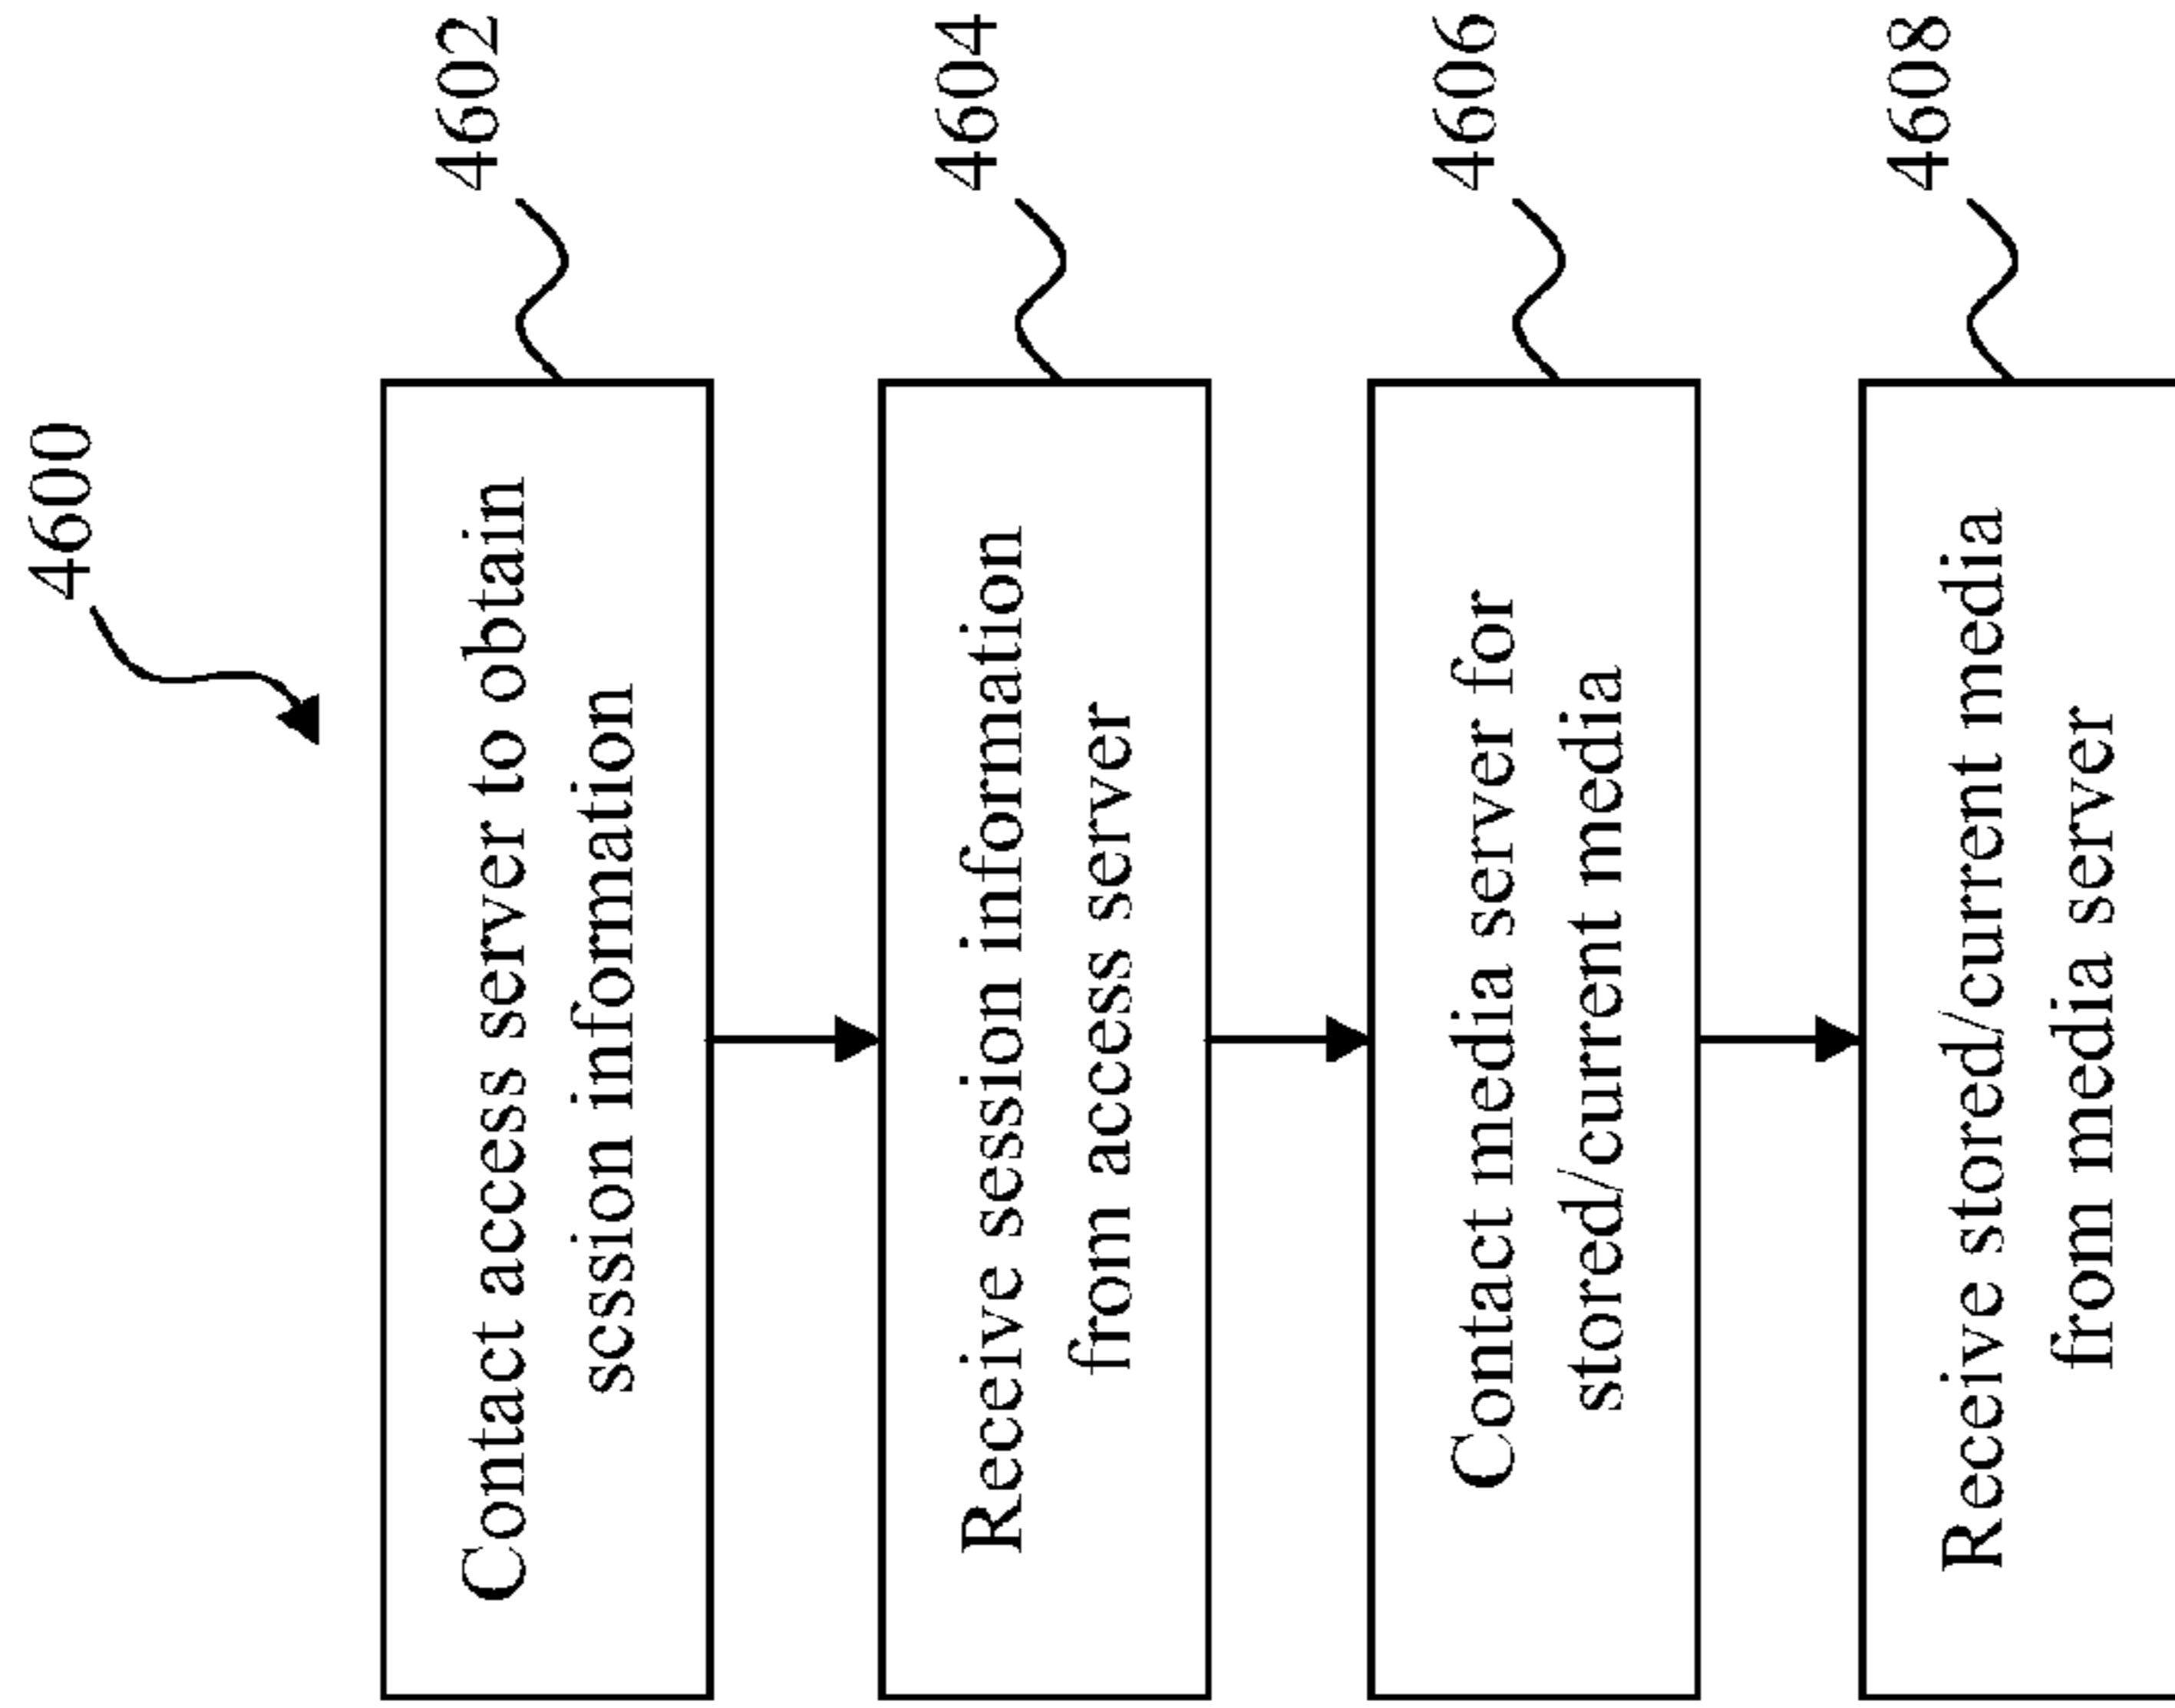 4600
Contact access server to obtain
session information
4602
Receive session information
from access server
4604
Contact media server for
stored/current media
4606
Receive stored/current media
from media server
4608